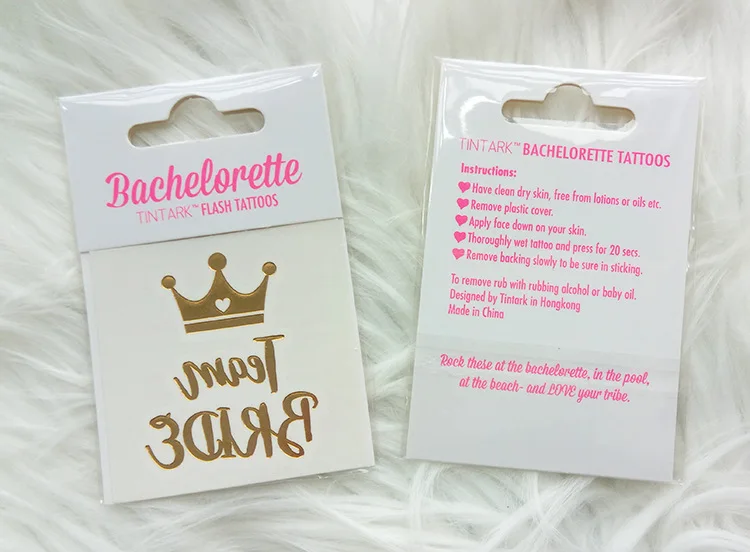 Bachelorette
TINTARK™ FLASH TATTOOS
Team
BRIDE
TINTARK™ BACHELORETTE TATTOOS
Instructions:
Have clean dry skin, free from lotions or oils etc.
Remove plastic cover.
Apply face down on your skin.
Thoroughly wet tattoo and press for 20 secs.
Remove backing slowly to be sure in sticking.
To remove rub with rubbing alcohol or baby oil.
Designed by Tintark in Hongkong
Made in China
Rock these at the bachelorette, in the pool,
at the beach- and LOVE your tribe.